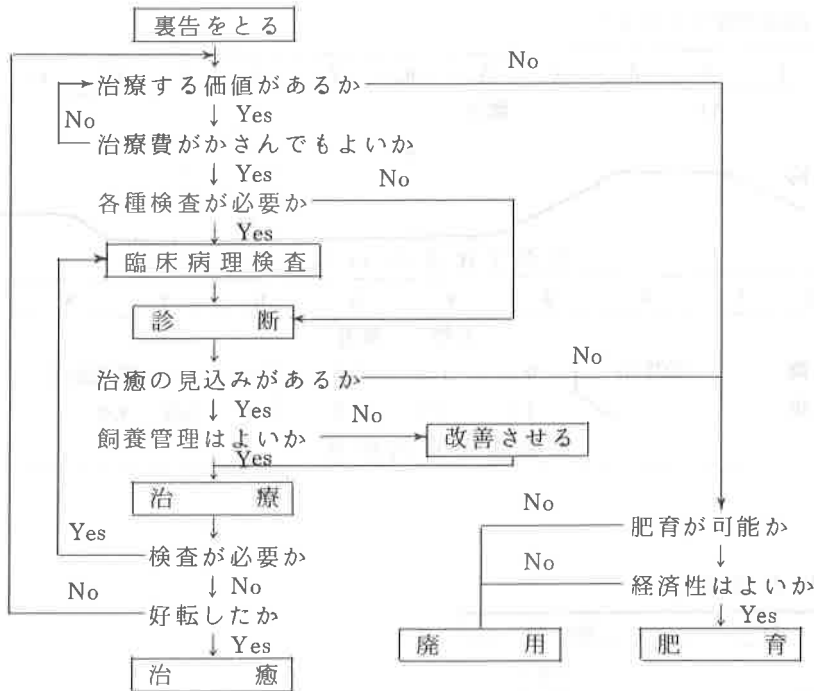 裏告をとる
No
治療する価値があるか
Yes
No
治療費がかさんでもよいか
Yes
No
各種検査が必要か
Yes
臨床病理検査
診 断
No
治癒の見込みがあるか
Yes
No
飼養管理はよいか
改善させる
Yes
治 療
No
肥育が可能か
Yes
検査が必要か
No
No
No
経済性はよいか
好転したか
Yes
Yes
廃 用
肥 育
治 癒